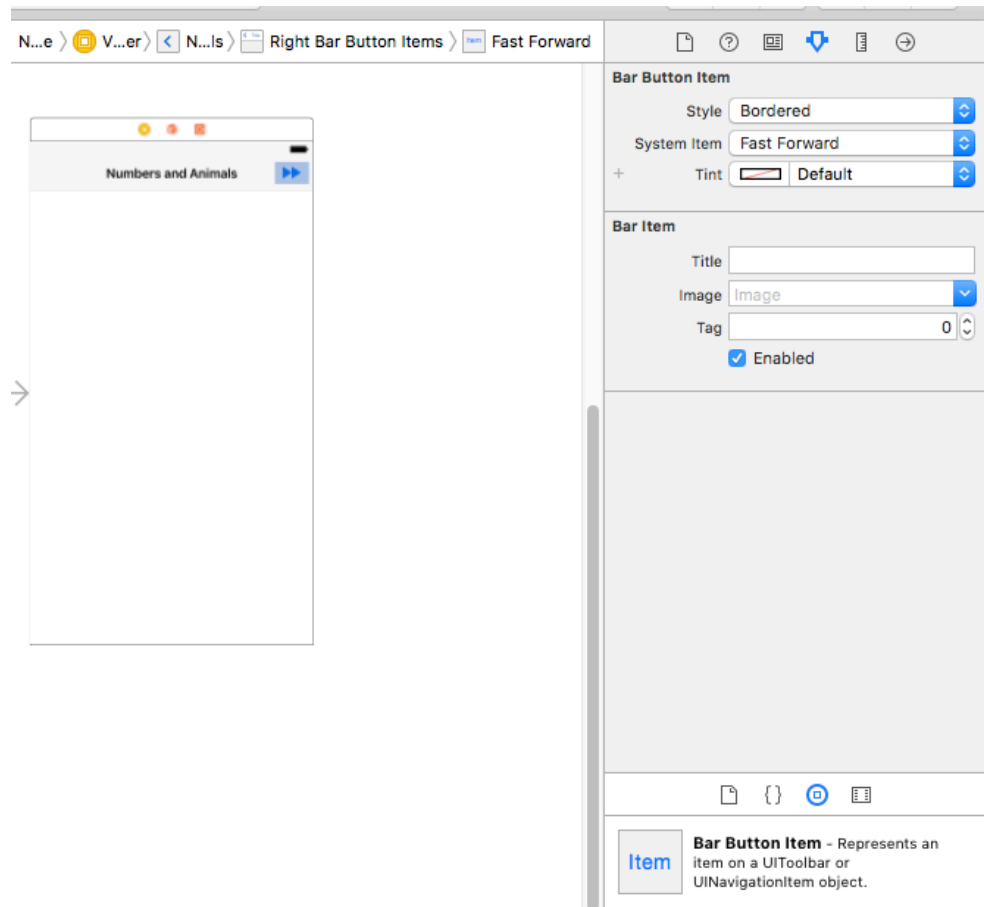 N...e 〉 V...er 〉 < N...ls 〉 Right Bar Button Items 〉 Item Fast Forward
Bar Button Item
Style Bordered
System Item Fast Forward
+ Tint Default
Numbers and Animals
Bar Item
Title
Image Image
Tag 0
Enabled
{ }
Item
Bar Button Item - Represents an
item on a UIToolbar or
UINavigationItem object.